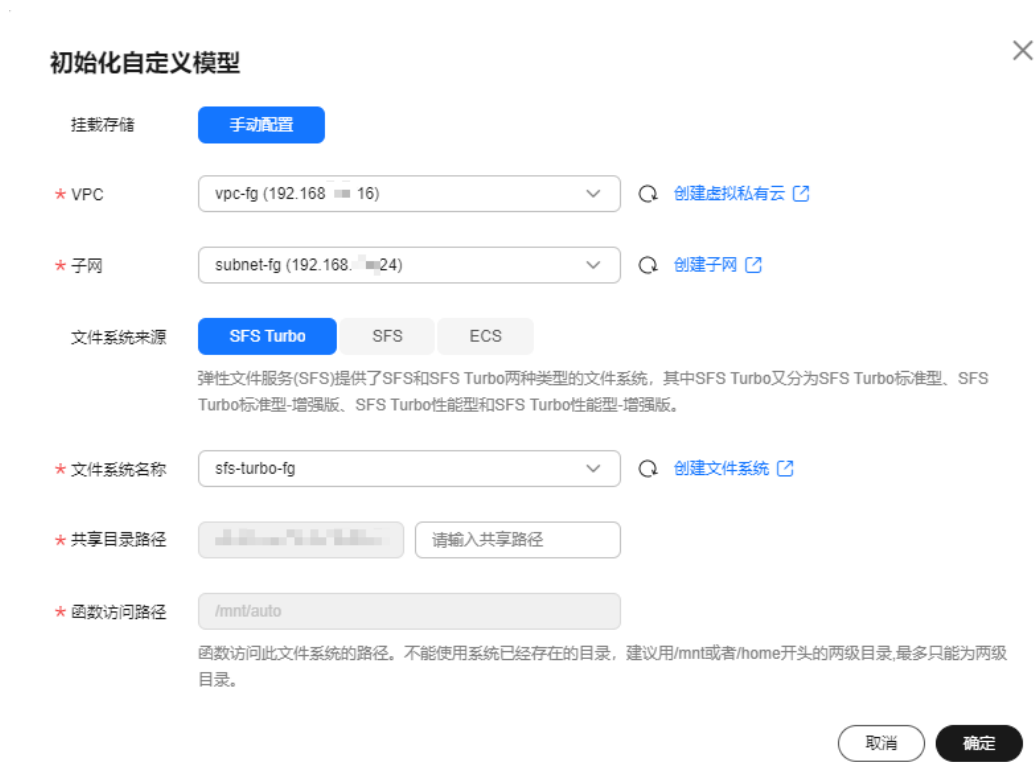 初始化自定义模型
挂载存储 手动配置
* VPC vpc-fg (192.168 16) 创建虚拟私有云
* 子网 subnet-fg (192.168. 24) 创建子网
文件系统来源 SFS Turbo SFS ECS
弹性文件服务(SFS)提供了SFS和SFS Turbo两种类型的文件系统，其中SFS Turbo又分为SFS Turbo标准型、SFS
Turbo标准型-增强版、SFS Turbo性能型和SFS Turbo性能型-增强版。
* 文件系统名称 sfs-turbo-fg 创建文件系统
* 共享目录路径 请输入共享路径
* 函数访问路径 /mnt/auto
函数访问此文件系统的路径。不能使用系统已经存在的目录，建议用/mnt或者/home开头的两级目录,最多只能为两级
目录。
取消 确定